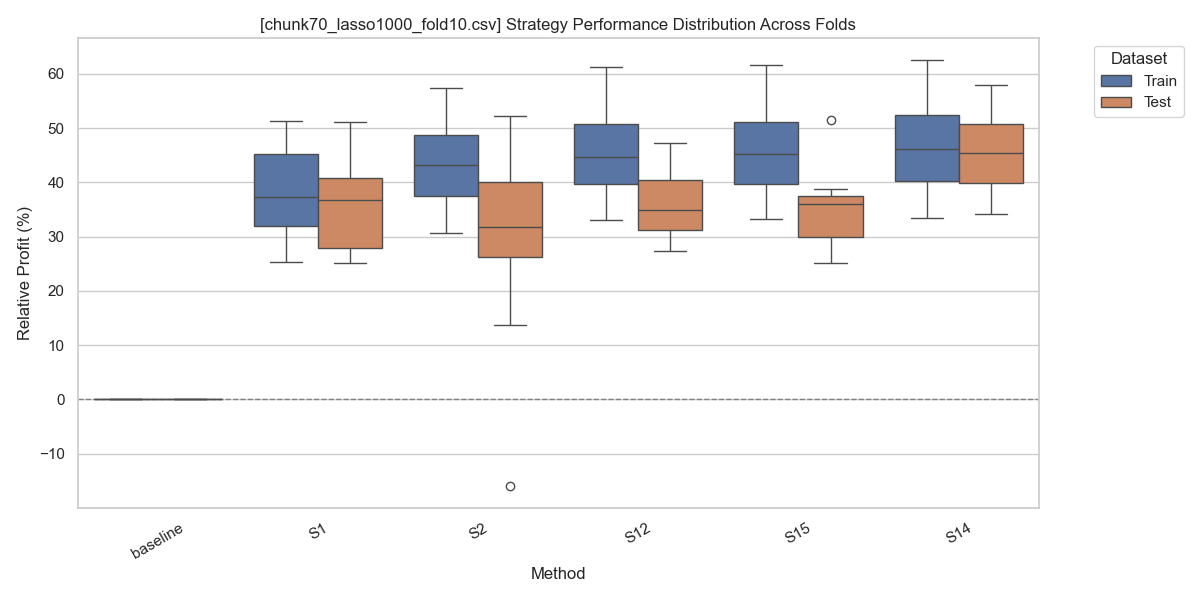 [chunk70_lasso1000_fold10.csv] Strategy Performance Distribution Across Folds
Dataset
Train
Test
Relative Profit (%)
60
50
40
30
20
10
0
−10
baseline
S1
S2
S12
S15
S14
Method